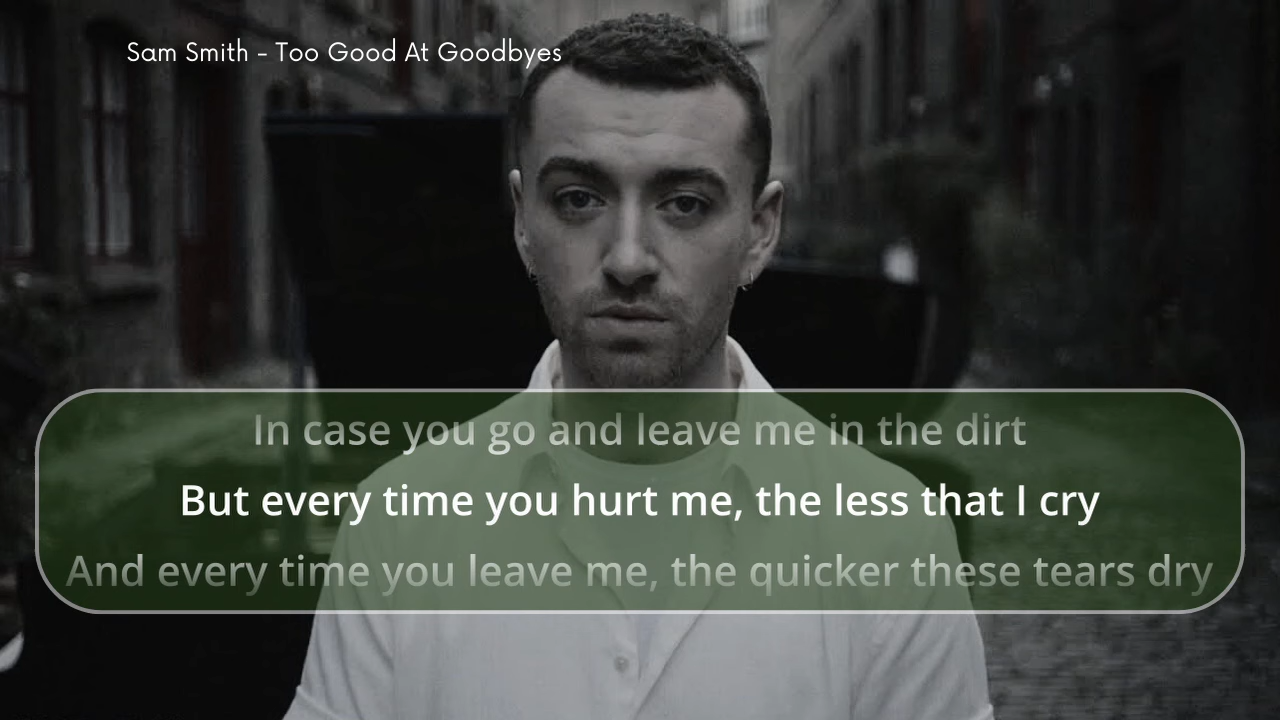 Sam Smith - Too Good At Goodbyes
In case you go and leave me in the dirt
But every time you hurt me, the less that I cry
And every time you leave me, the quicker these tears dry